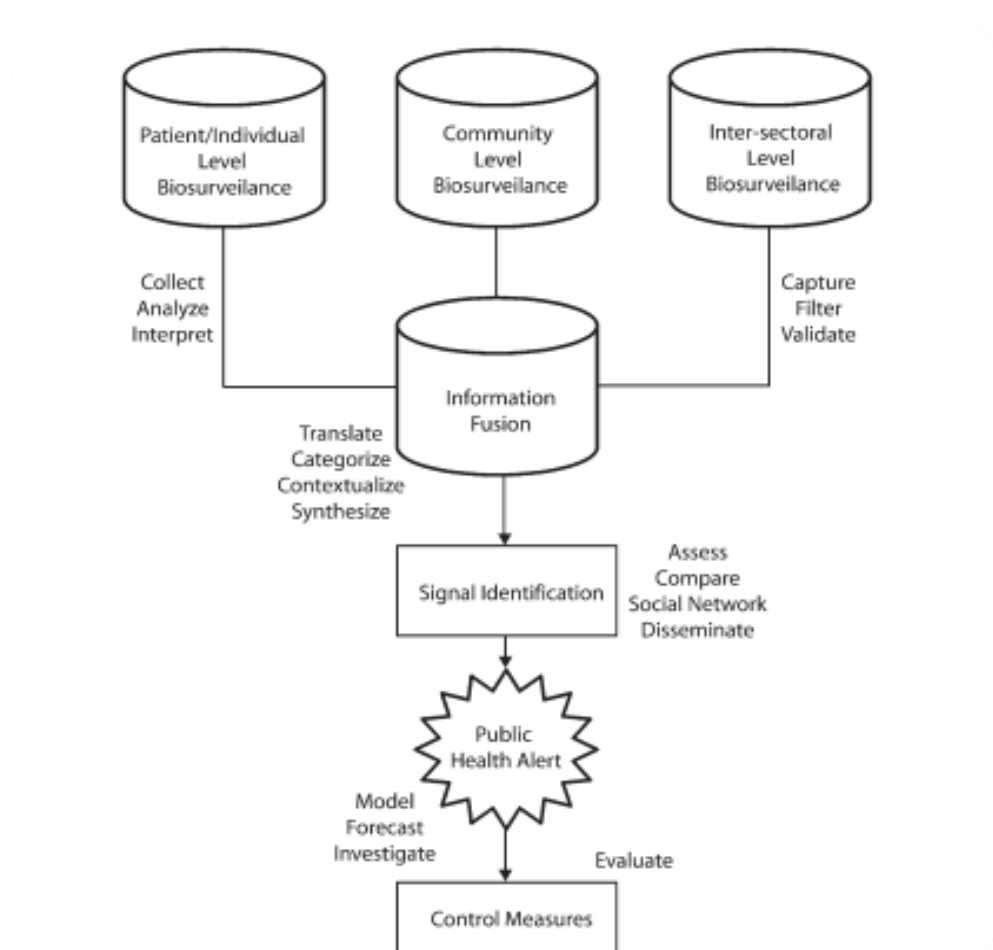 Patient/Individual
Level
Biosurveilance
Community
Level
Biosurveilance
Inter-sectoral
Level
Biosurveilance
Collect
Analyze
Interpret
Capture
Filter
Validate
Information
Fusion
Translate
Categorize
Contextualize
Synthesize
Signal Identification
Assess
Compare
Social Network
Disseminate
Public
Health Alert
Model
Forecast
Investigate
Evaluate
Control Measures